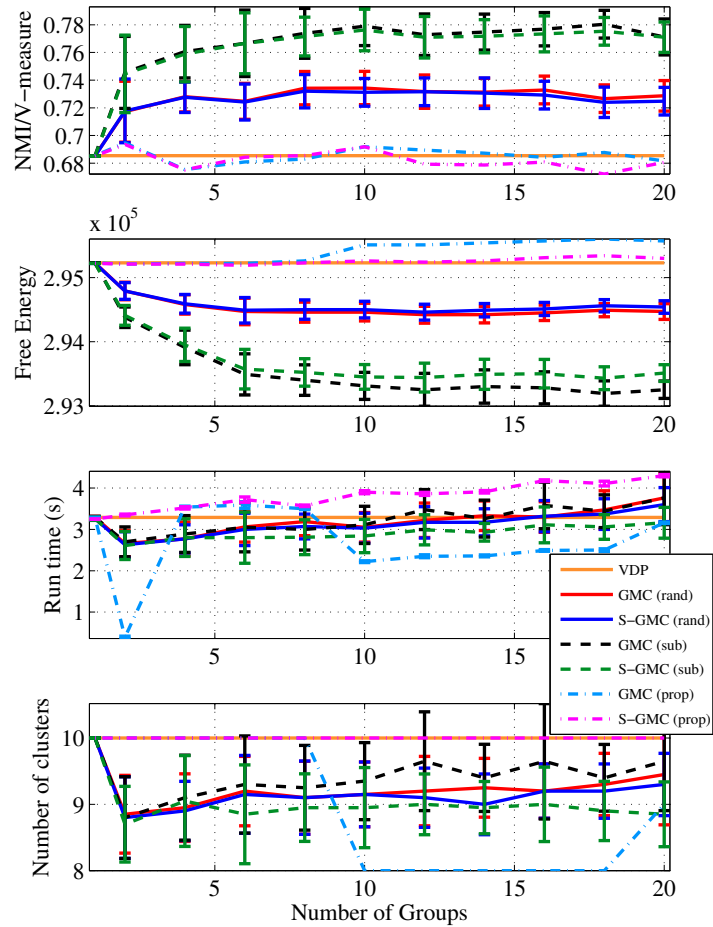 0.78
0.76
0.74
0.72
0.7
0.68
NMI/V−measure
5
10
15
20
x 10^5
2.95
2.94
2.93
Free Energy
5
10
15
20
4
3
2
1
Run time (s)
5
10
15
20
VDP
GMC (rand)
S−GMC (rand)
GMC (sub)
S−GMC (sub)
GMC (prop)
S−GMC (prop)
10
9
8
Number of clusters
5
10
15
20
Number of Groups